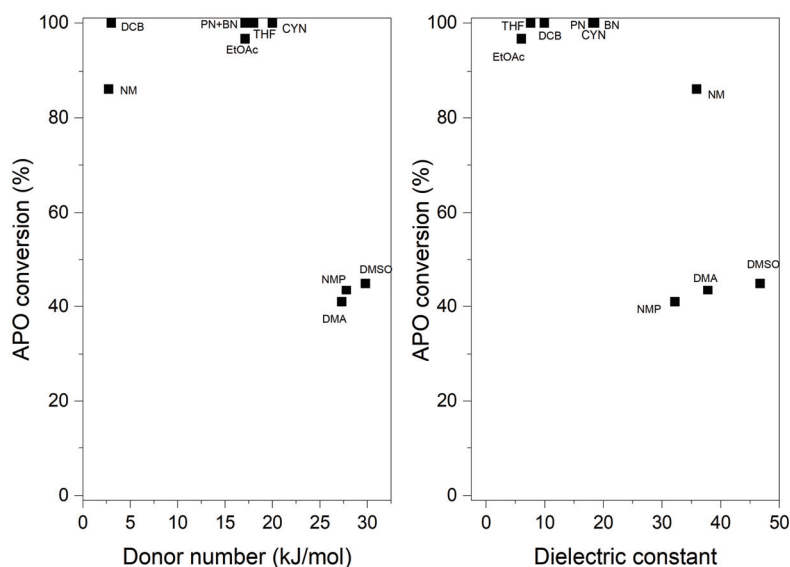 100
80
60
40
20
0
APO conversion (%)
DCB
PN+BN
THF
CYN
EtOAc
NM
NMP
DMSO
DMA
0 5 10 15 20 25 30
Donor number (kJ/mol)
100
80
60
40
20
0
APO conversion (%)
THF
DCB
PN
BN
CYN
EtOAc
NM
DMA
DMSO
NMP
0 10 20 30 40 50
Dielectric constant